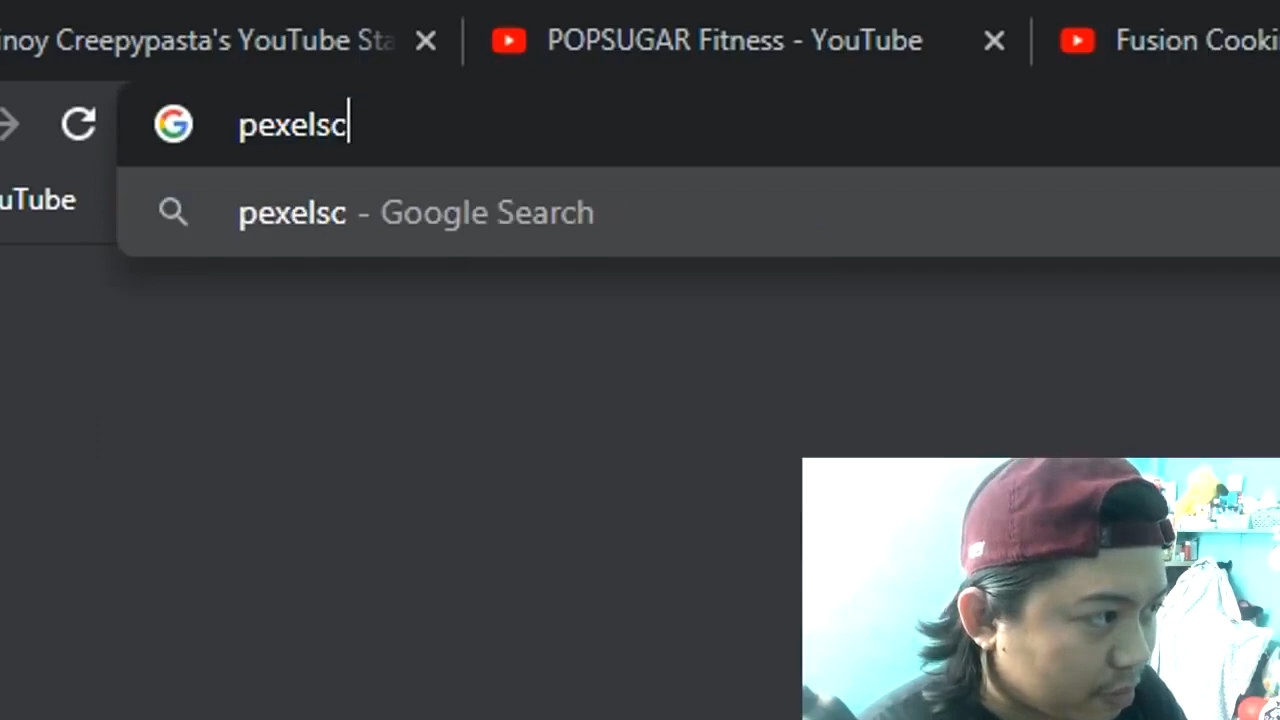 inoy Creepypasta's YouTube Sta
POPSUGAR Fitness - YouTube
Fusion Cooki
pexelsc
uTube
pexelsc - Google Search